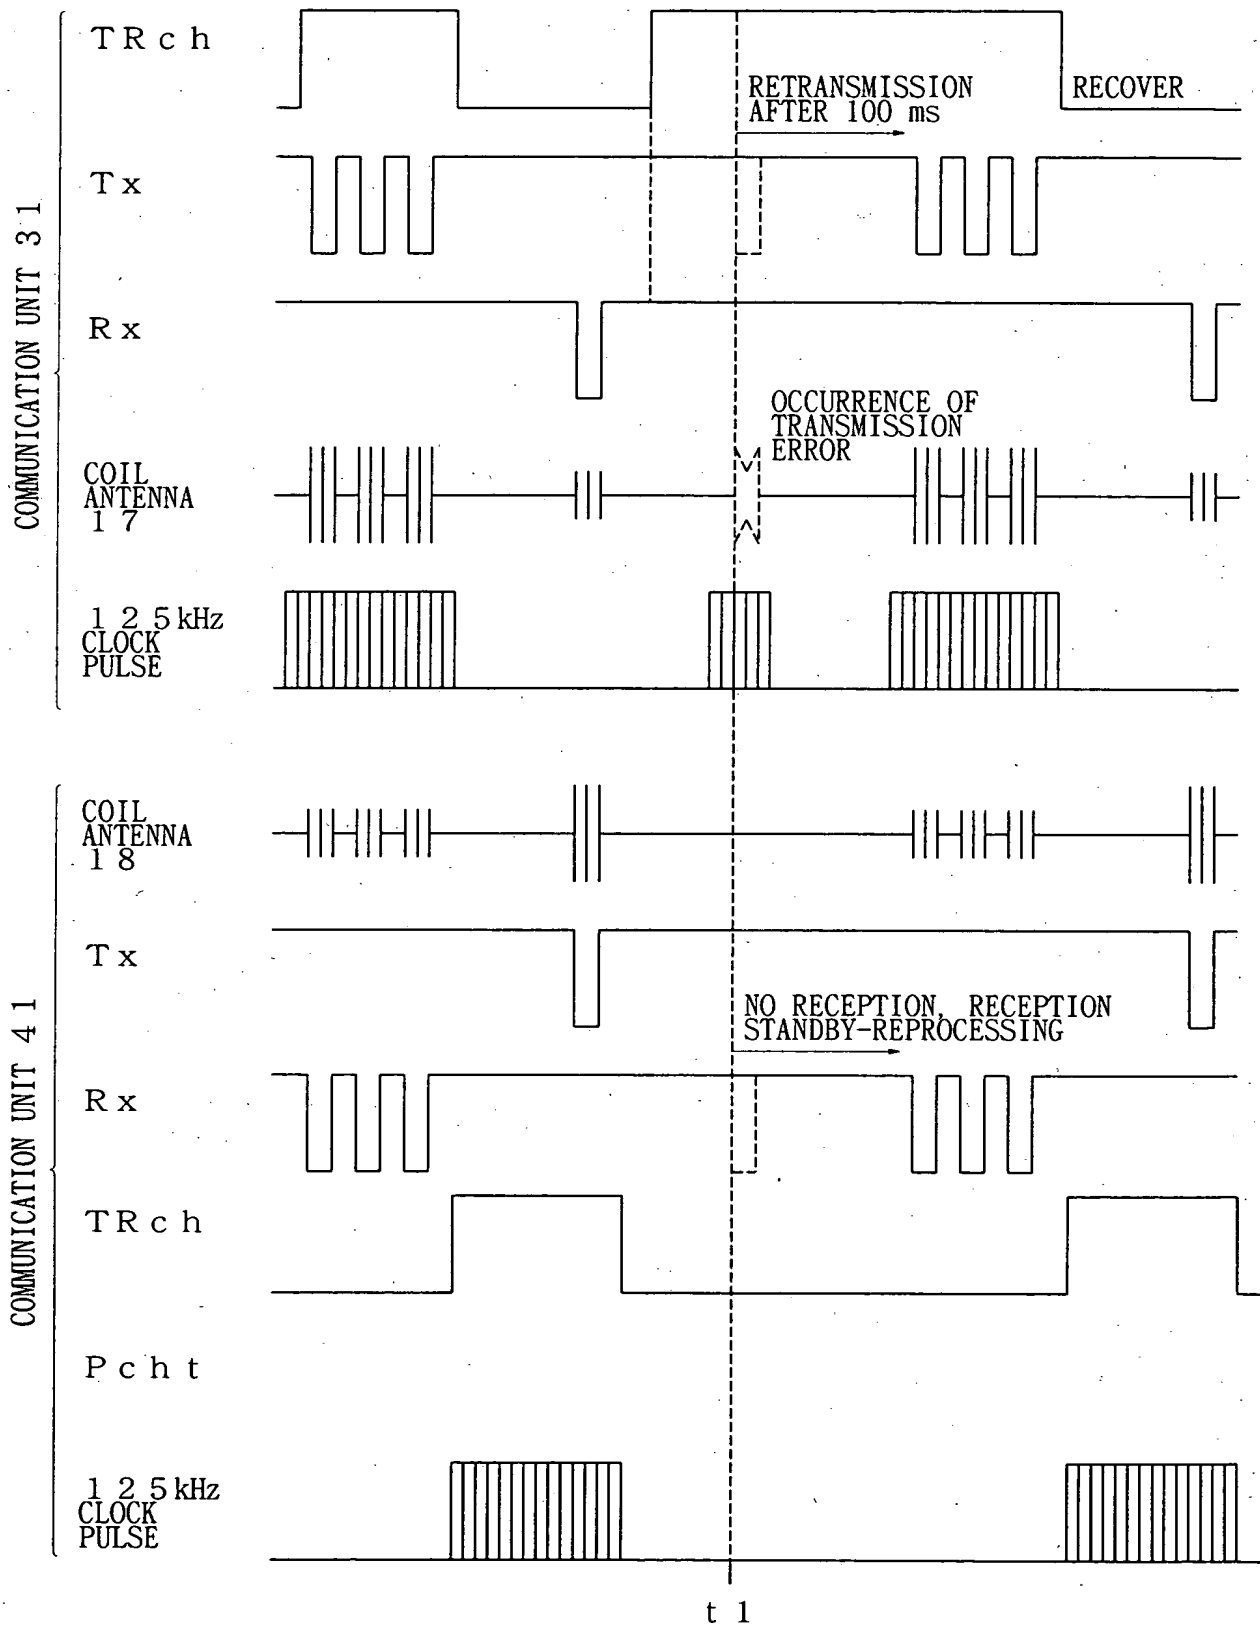 COMMUNICATION UNIT 31
TRch
RETRANSMISSION
AFTER 100 ms
RECOVER
Tx
Rx
OCCURRENCE OF
TRANSMISSION
ERROR
COIL
ANTENNA
17
125kHz
CLOCK
PULSE
COMMUNICATION UNIT 41
COIL
ANTENNA
18
Tx
NO RECEPTION, RECEPTION
STANDBY-REPROCESSING
Rx
TRch
Pcht
125kHz
CLOCK
PULSE
t1